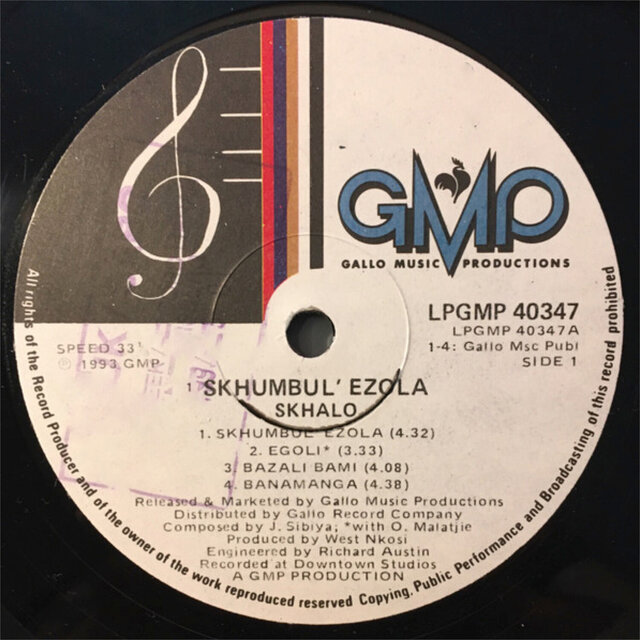 GMP
GALLO MUSIC PRODUCTIONS
LPGMP 40347
LPGMP 40347A
1-4: Gallo Msc Publ
SIDE 1
SPEED 33⅓
℗ 1993 GMP
SKHUMBUL' EZOLA
SKHALO
1. SKHUMBUL' EZOLA (4.32)
2. EGOLI* (3.33)
3. BAZALI BAMI (4.08)
4. BANAMANGA (4.38)
Released & Marketed by Gallo Music Productions
Distributed by Gallo Record Company
Composed by J. Sibiya; *with O. Malatjie
Produced by West Nkosi
Engineered by Richard Austin
Recorded at Downtown Studios
A GMP PRODUCTION
All rights of the Record Producer and of the owner of the work reproduced reserved Copying, Public Performance and Broadcasting of this record prohibited